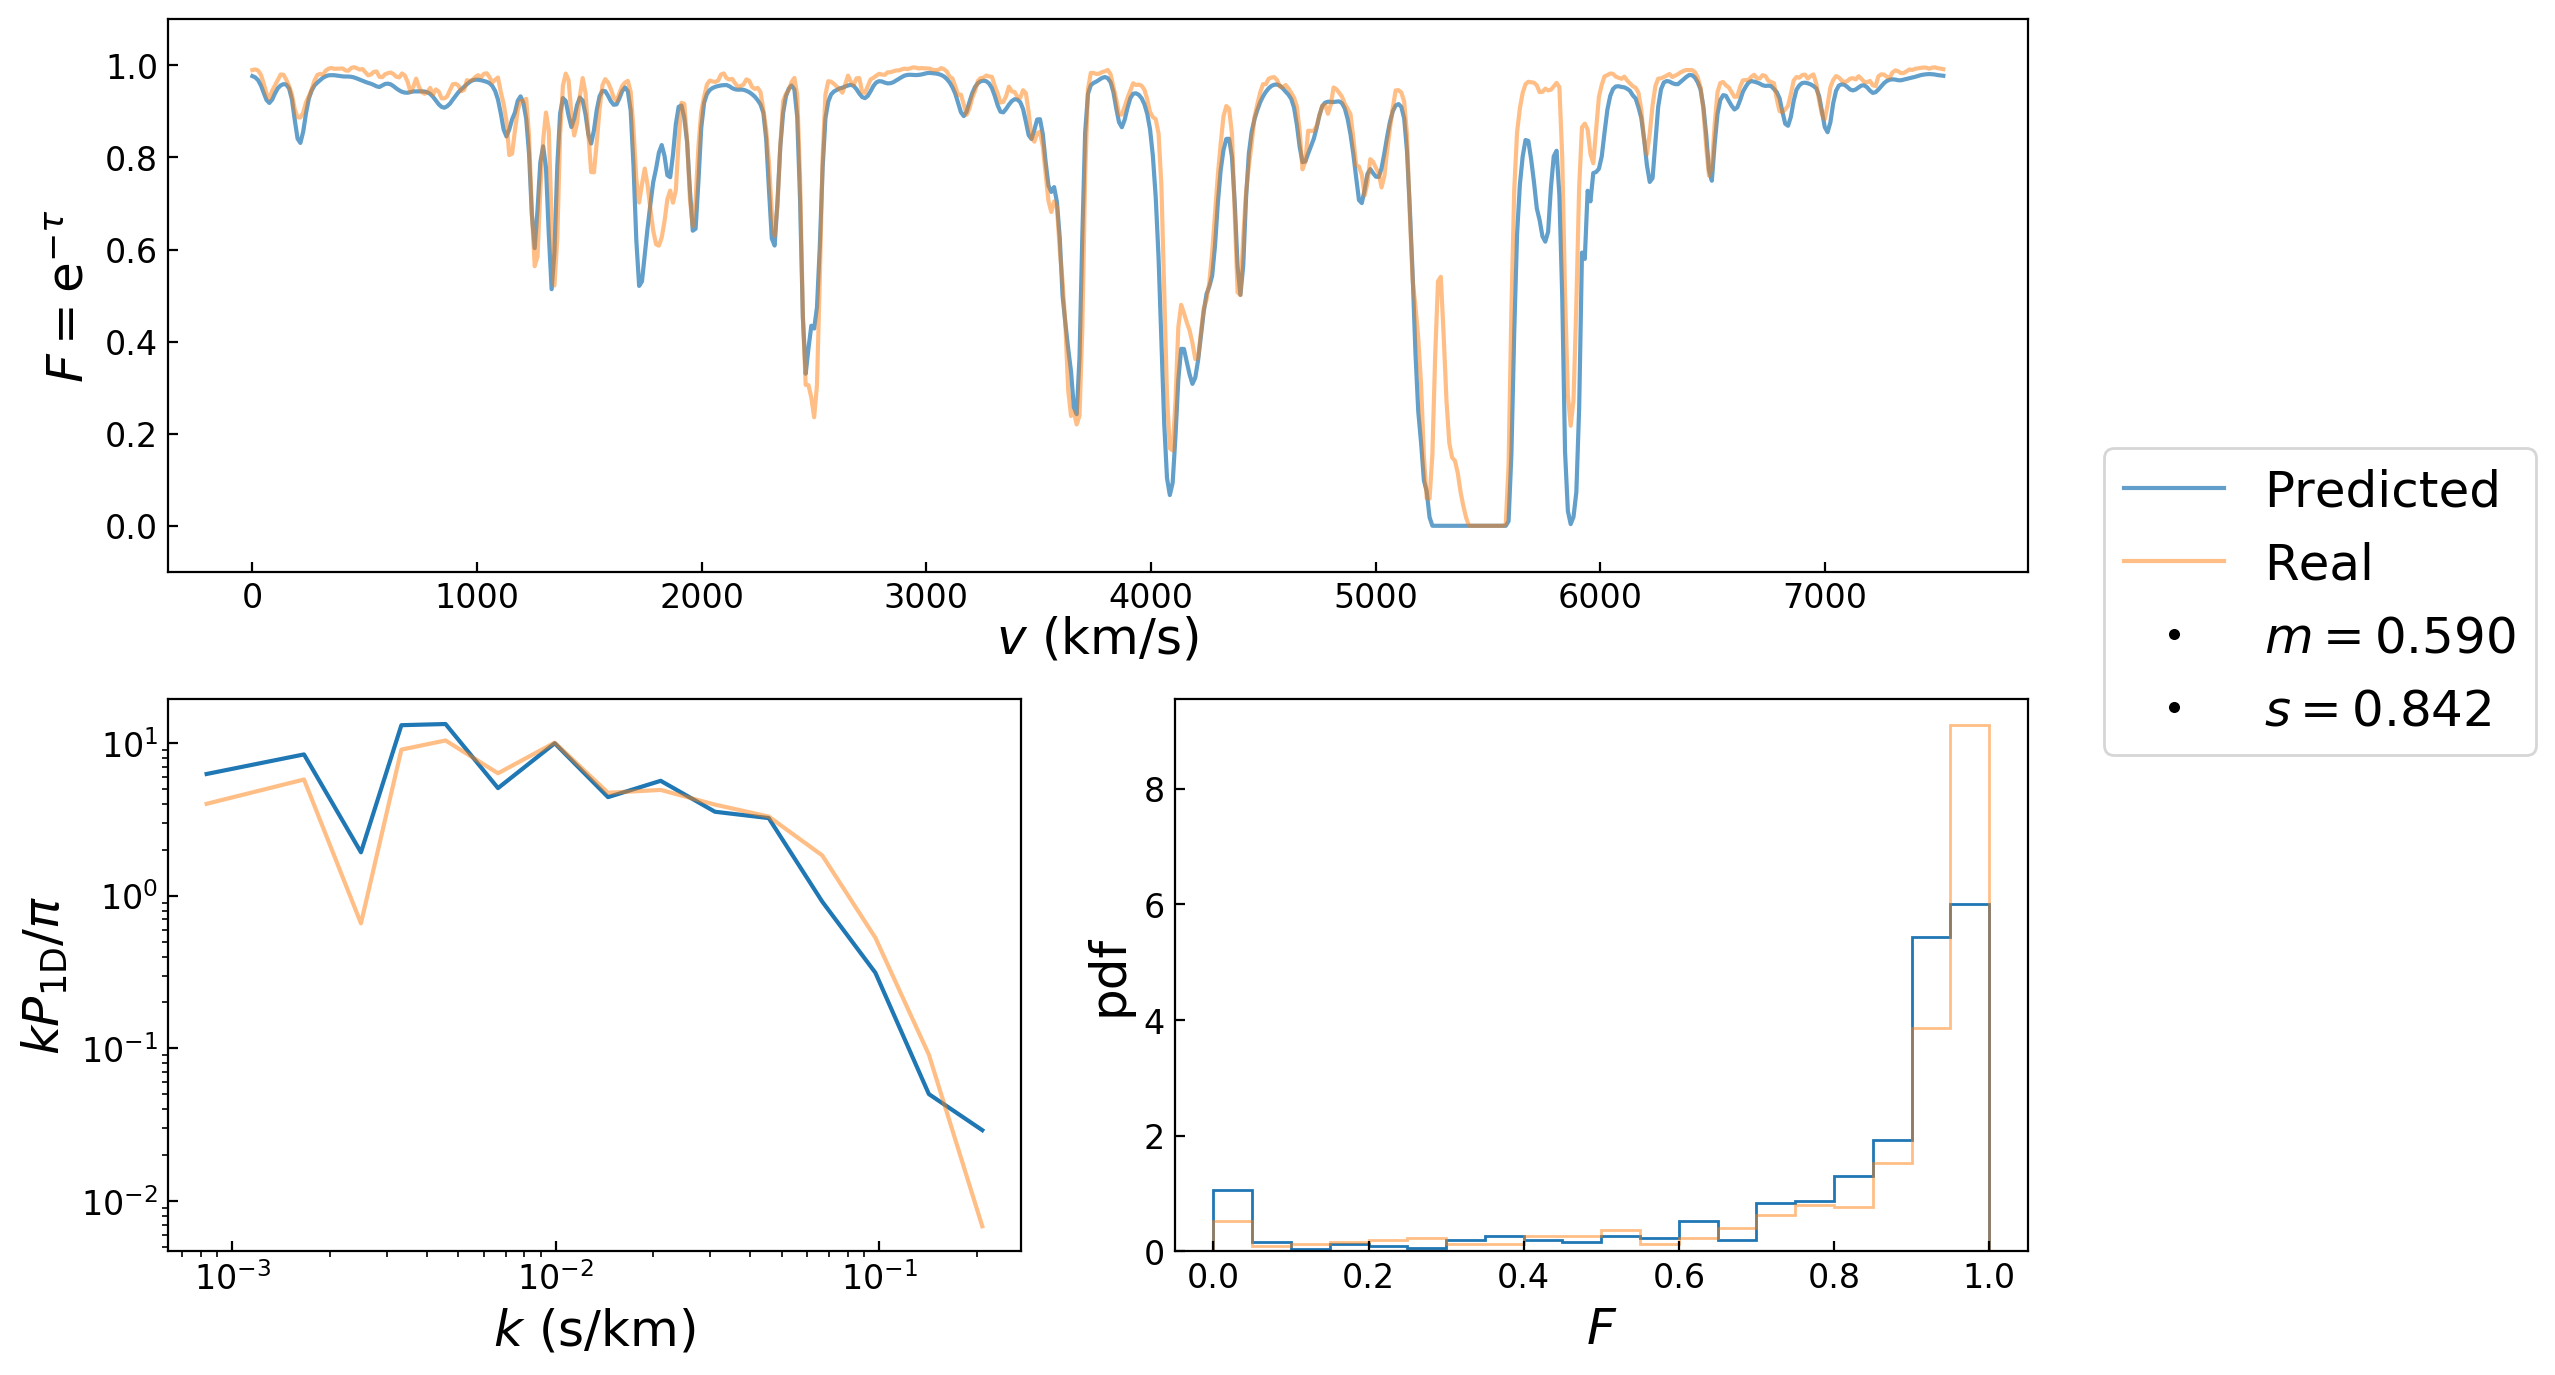 F = e^{−τ}
1.0
0.8
0.6
0.4
0.2
0.0
0 1000 2000 3000 4000 5000 6000 7000
v (km/s)
Predicted
Real
m = 0.590
s = 0.842
kP_{1D}/π
10^1
10^0
10^{−1}
10^{−2}
10^{−3} 10^{−2} 10^{−1}
k (s/km)
pdf
8
6
4
2
0
0.0 0.2 0.4 0.6 0.8 1.0
F